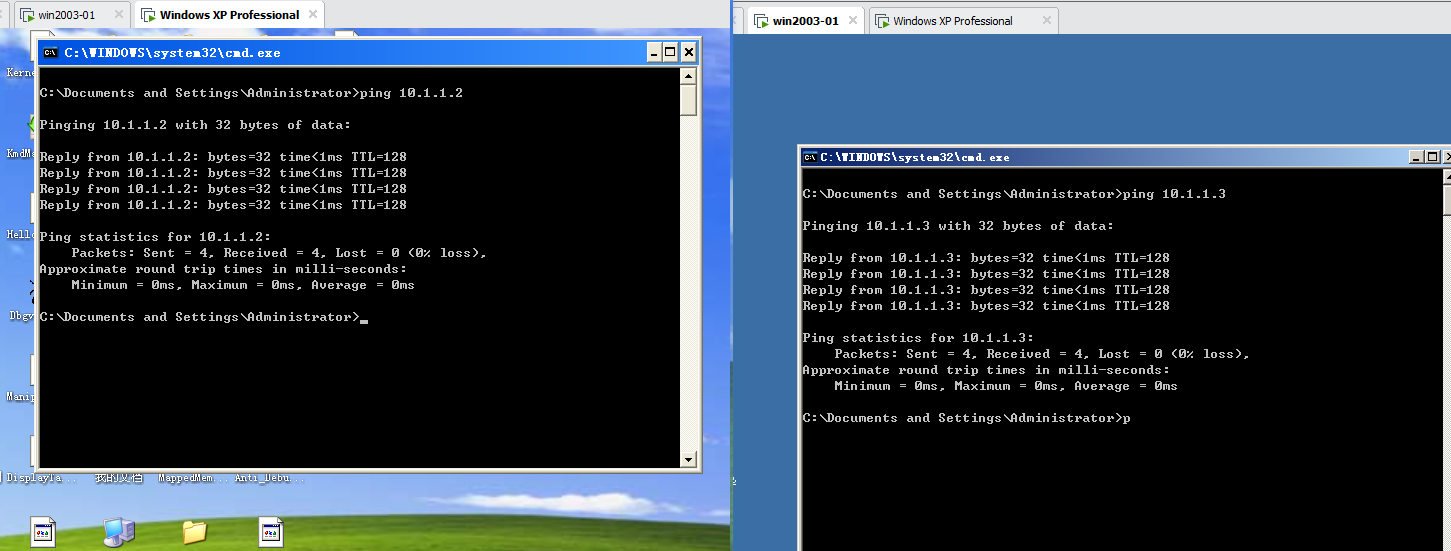 win2003-01
Windows XP Professional
C:\WINDOWS\system32\cmd.exe
C:\Documents and Settings\Administrator>ping 10.1.1.2
Pinging 10.1.1.2 with 32 bytes of data:
Reply from 10.1.1.2: bytes=32 time<1ms TTL=128
Reply from 10.1.1.2: bytes=32 time<1ms TTL=128
Reply from 10.1.1.2: bytes=32 time<1ms TTL=128
Reply from 10.1.1.2: bytes=32 time<1ms TTL=128
Ping statistics for 10.1.1.2:
Packets: Sent = 4, Received = 4, Lost = 0 (0% loss),
Approximate round trip times in milli-seconds:
Minimum = 0ms, Maximum = 0ms, Average = 0ms
C:\Documents and Settings\Administrator>
Kerne
KmdMa
Hello
Dbgv
Manip
DisplayTa... 我的文档 MappedMem... Anti_Debu...
win2003-01
Windows XP Professional
C:\WINDOWS\system32\cmd.exe
C:\Documents and Settings\Administrator>ping 10.1.1.3
Pinging 10.1.1.3 with 32 bytes of data:
Reply from 10.1.1.3: bytes=32 time<1ms TTL=128
Reply from 10.1.1.3: bytes=32 time<1ms TTL=128
Reply from 10.1.1.3: bytes=32 time<1ms TTL=128
Reply from 10.1.1.3: bytes=32 time<1ms TTL=128
Ping statistics for 10.1.1.3:
Packets: Sent = 4, Received = 4, Lost = 0 (0% loss),
Approximate round trip times in milli-seconds:
Minimum = 0ms, Maximum = 0ms, Average = 0ms
C:\Documents and Settings\Administrator>p